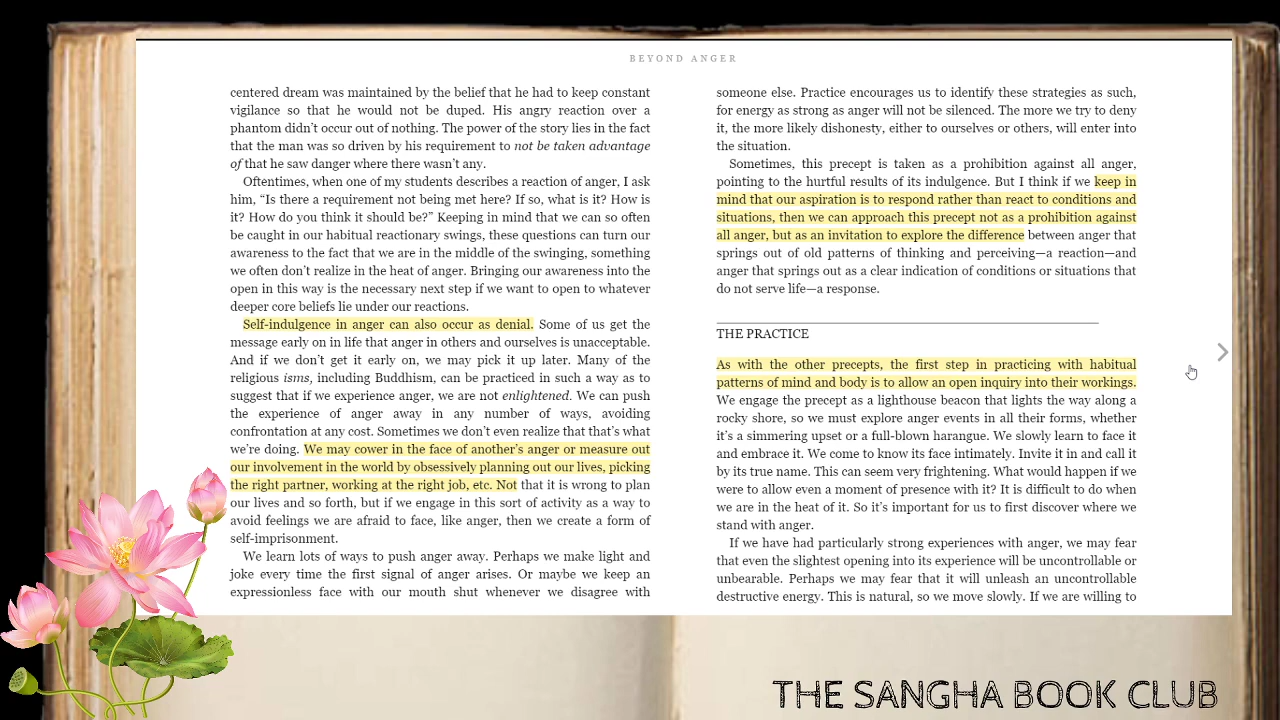 BEYOND ANGER
centered dream was maintained by the belief that he had to keep constant
vigilance so that he would not be duped. His angry reaction over a
phantom didn’t occur out of nothing. The power of the story lies in the fact
that the man was so driven by his requirement to not be taken advantage
of that he saw danger where there wasn’t any.
Oftentimes, when one of my students describes a reaction of anger, I ask
him, “Is there a requirement not being met here? If so, what is it? How is
it? How do you think it should be?” Keeping in mind that we can so often
be caught in our habitual reactionary swings, these questions can turn our
awareness to the fact that we are in the middle of the swinging, something
we often don’t realize in the heat of anger. Bringing our awareness into the
open in this way is the necessary next step if we want to open to whatever
deeper core beliefs lie under our reactions.
Self-indulgence in anger can also occur as denial. Some of us get the
message early on in life that anger in others and ourselves is unacceptable.
And if we don’t get it early on, we may pick it up later. Many of the
religious isms, including Buddhism, can be practiced in such a way as to
suggest that if we experience anger, we are not enlightened. We can push
the experience of anger away in any number of ways, avoiding
confrontation at any cost. Sometimes we don’t even realize that that’s what
we’re doing. We may cower in the face of another’s anger or measure out
our involvement in the world by obsessively planning out our lives, picking
the right partner, working at the right job, etc. Not that it is wrong to plan
our lives and so forth, but if we engage in this sort of activity as a way to
avoid feelings we are afraid to face, like anger, then we create a form of
self-imprisonment.
We learn lots of ways to push anger away. Perhaps we make light and
joke every time the first signal of anger arises. Or maybe we keep an
expressionless face with our mouth shut whenever we disagree with
someone else. Practice encourages us to identify these strategies as such,
for energy as strong as anger will not be silenced. The more we try to deny
it, the more likely dishonesty, either to ourselves or others, will enter into
the situation.
Sometimes, this precept is taken as a prohibition against all anger,
pointing to the hurtful results of its indulgence. But I think if we keep in
mind that our aspiration is to respond rather than react to conditions and
situations, then we can approach this precept not as a prohibition against
all anger, but as an invitation to explore the difference between anger that
springs out of old patterns of thinking and perceiving—a reaction—and
anger that springs out as a clear indication of conditions or situations that
do not serve life—a response.
THE PRACTICE
As with the other precepts, the first step in practicing with habitual
patterns of mind and body is to allow an open inquiry into their workings.
We engage the precept as a lighthouse beacon that lights the way along a
rocky shore, so we must explore anger events in all their forms, whether
it’s a simmering upset or a full-blown harangue. We slowly learn to face it
and embrace it. We come to know its face intimately. Invite it in and call it
by its true name. This can seem very frightening. What would happen if we
were to allow even a moment of presence with it? It is difficult to do when
we are in the heat of it. So it’s important for us to first discover where we
stand with anger.
If we have had particularly strong experiences with anger, we may fear
that even the slightest opening into its experience will be uncontrollable or
unbearable. Perhaps we may fear that it will unleash an uncontrollable
destructive energy. This is natural, so we move slowly. If we are willing to
THE SANGHA BOOK CLUB